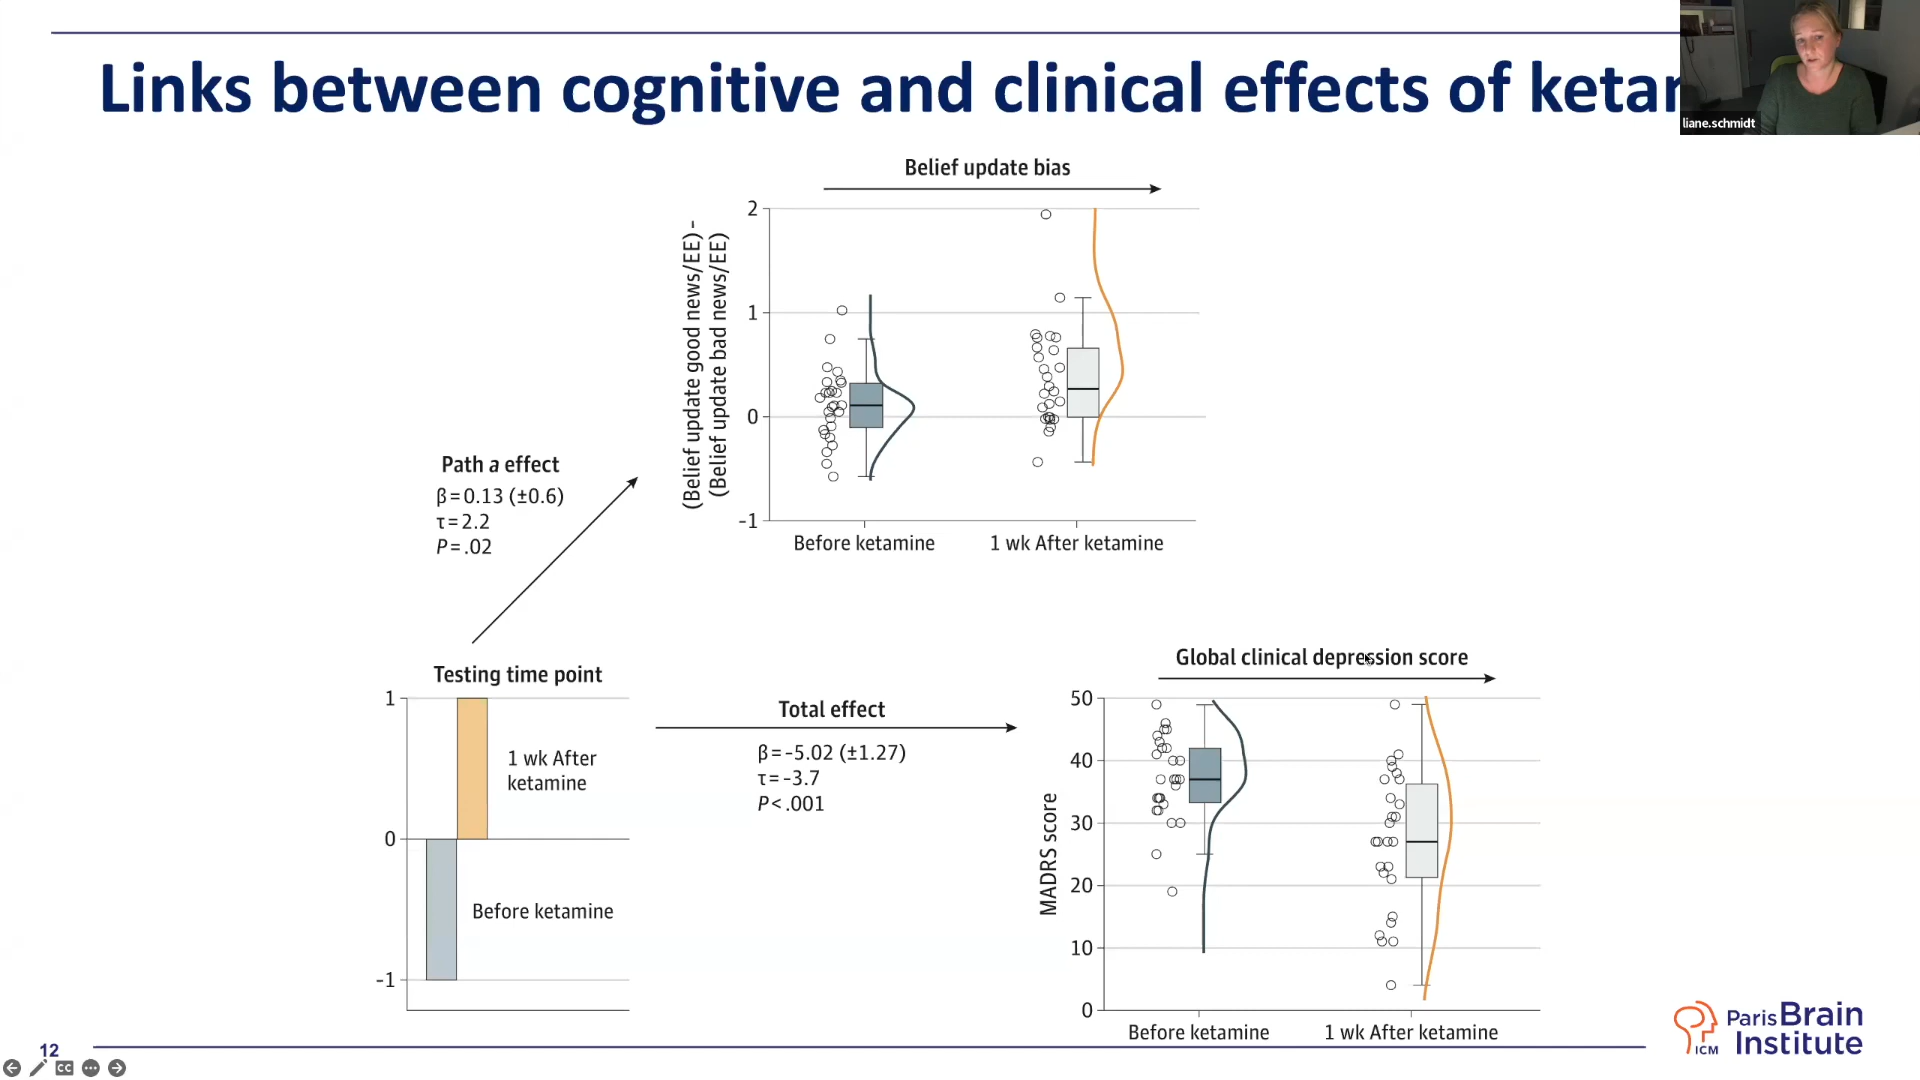 Links between cognitive and clinical effects of ketam
liane.schmidt
Belief update bias
(Belief update good news/EE) -
(Belief update bad news/EE)
2
1
0
-1
Before ketamine
1 wk After ketamine
Path a effect
β=0.13 (±0.6)
τ=2.2
P=.02
Testing time point
1
0
-1
1 wk After
ketamine
Before ketamine
Total effect
β=-5.02 (±1.27)
τ=-3.7
P<.001
Global clinical depression score
MADRS score
50
40
30
20
10
0
Before ketamine
1 wk After ketamine
12
CC
ICM
Paris Brain
Institute